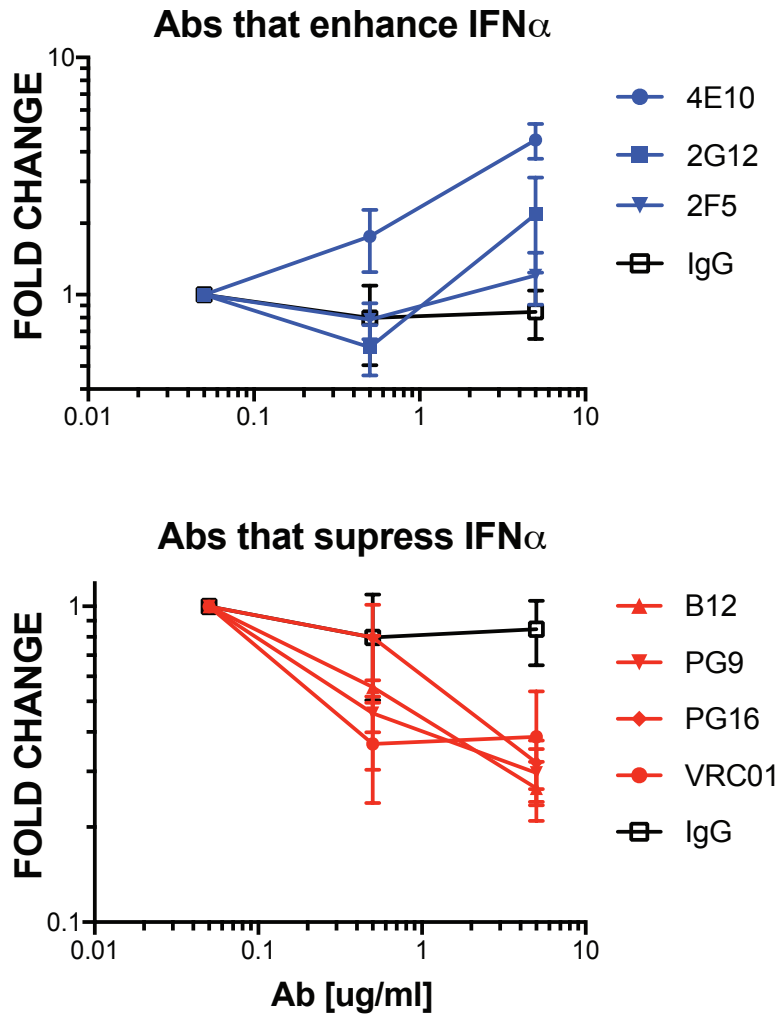 Abs that enhance IFNα
FOLD CHANGE
10
1
0.01
0.1
1
10
4E10
2G12
2F5
IgG
Abs that supress IFNα
FOLD CHANGE
1
0.1
0.01
0.1
1
10
Ab [ug/ml]
B12
PG9
PG16
VRC01
IgG